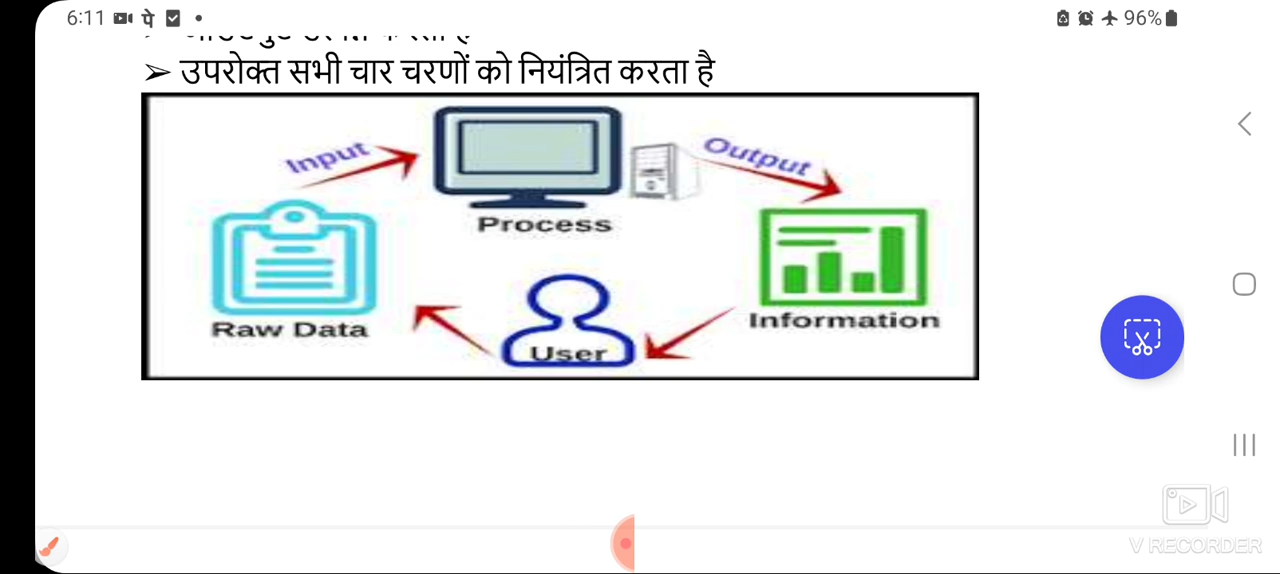 6:11
96%
➢ उपरोक्त सभी चार चरणों को नियंत्रित करता है
Input
Output
Process
Raw Data
Information
User
V RECORDER